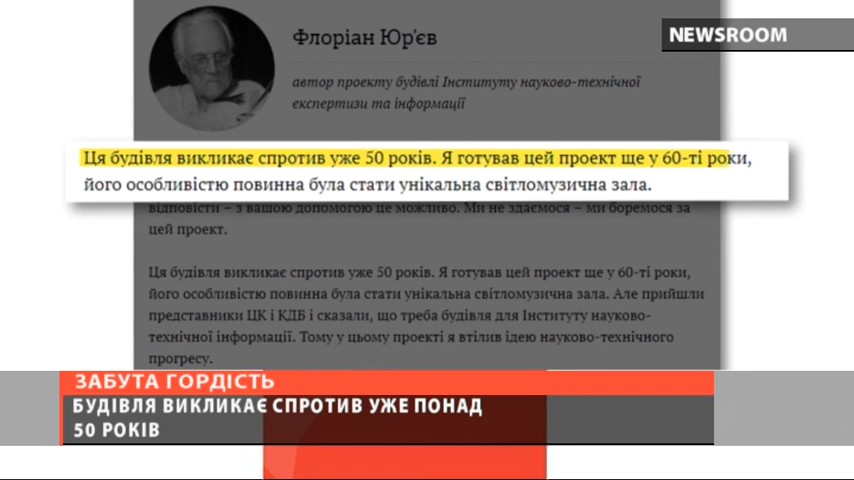 Флоріан Юр'єв
NEWSROOM
автор проекту будівлі Інституту науково-технічної
експертизи та інформації
Ця будівля викликає спротив уже 50 років. Я готував цей проект ще у 60-ті роки,
його особливістю повинна була стати унікальна світломузична зала.
відповісти – з вашою допомогою це можливо. Ми не здаємося – ми боремося за
цей проект.
Ця будівля викликає спротив уже 50 років. Я готував цей проект ще у 60-ті роки,
його особливістю повинна була стати унікальна світломузична зала. Але прийшли
представники ЦК і КДБ і сказали, що треба будівля для Інституту науково-
технічної інформації. Тому у цьому проекті я втілив ідею науково-технічного
прогресу.
ЗАБУТА ГОРДІСТЬ
БУДІВЛЯ ВИКЛИКАЄ СПРОТИВ УЖЕ ПОНАД
50 РОКІВ